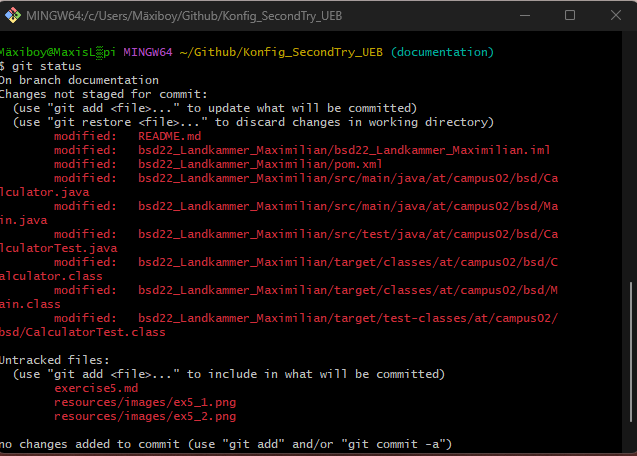 MINGW64:/c/Users/Mäxiboy/Github/Konfig_SecondTry_UEB
Mäxiboy@MaxisL▒pi MINGW64 ~/Github/Konfig_SecondTry_UEB (documentation)
$ git status
On branch documentation
Changes not staged for commit:
  (use "git add <file>..." to update what will be committed)
  (use "git restore <file>..." to discard changes in working directory)
        modified:   README.md
        modified:   bsd22_Landkammer_Maximilian/bsd22_Landkammer_Maximilian.iml
        modified:   bsd22_Landkammer_Maximilian/pom.xml
        modified:   bsd22_Landkammer_Maximilian/src/main/java/at/campus02/bsd/Ca
lculator.java
        modified:   bsd22_Landkammer_Maximilian/src/main/java/at/campus02/bsd/Ma
in.java
        modified:   bsd22_Landkammer_Maximilian/src/test/java/at/campus02/bsd/Ca
lculatorTest.java
        modified:   bsd22_Landkammer_Maximilian/target/classes/at/campus02/bsd/C
alculator.class
        modified:   bsd22_Landkammer_Maximilian/target/classes/at/campus02/bsd/M
ain.class
        modified:   bsd22_Landkammer_Maximilian/target/test-classes/at/campus02/
bsd/CalculatorTest.class

Untracked files:
  (use "git add <file>..." to include in what will be committed)
        exercise5.md
        resources/images/ex5_1.png
        resources/images/ex5_2.png

no changes added to commit (use "git add" and/or "git commit -a")